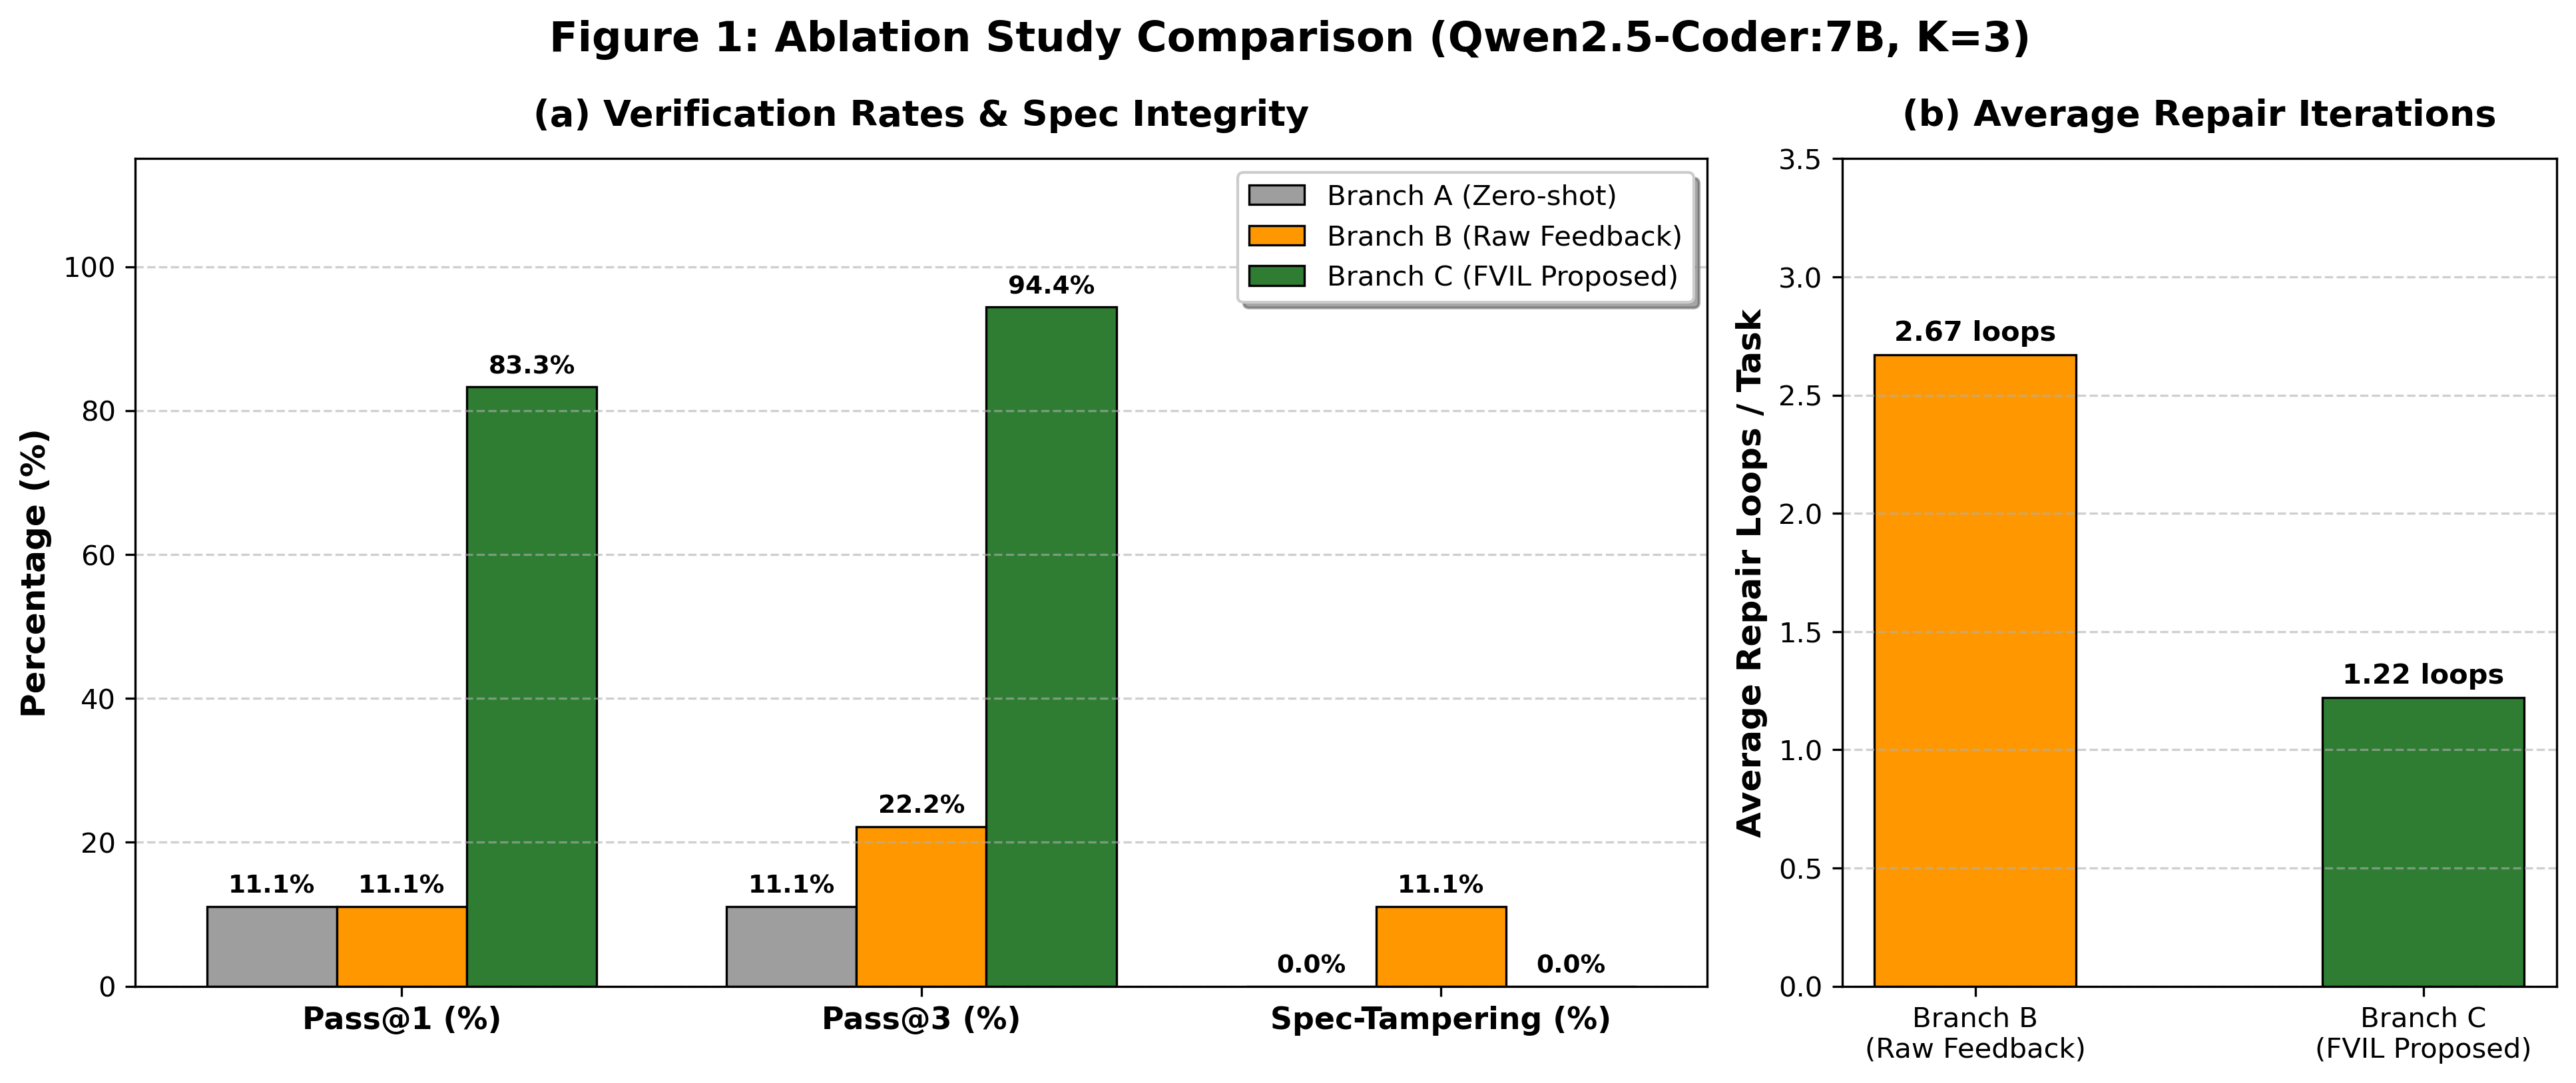 Figure 1: Ablation Study Comparison (Qwen2.5-Coder:7B, K=3)
(a) Verification Rates & Spec Integrity
Percentage (%)
100
80
60
40
20
0
Branch A (Zero-shot)
Branch B (Raw Feedback)
Branch C (FVIL Proposed)
11.1%
11.1%
83.3%
11.1%
22.2%
94.4%
0.0%
11.1%
0.0%
Pass@1 (%)
Pass@3 (%)
Spec-Tampering (%)
(b) Average Repair Iterations
Average Repair Loops / Task
3.5
3.0
2.5
2.0
1.5
1.0
0.5
0.0
2.67 loops
1.22 loops
Branch B
(Raw Feedback)
Branch C
(FVIL Proposed)